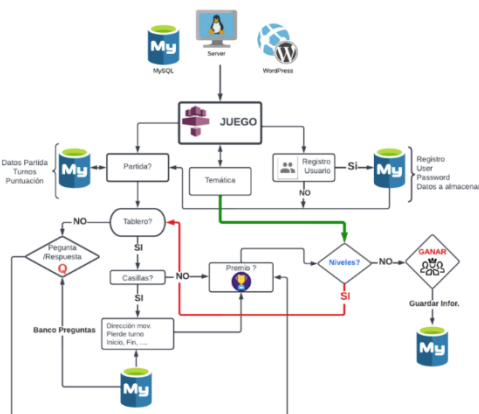 My
MySQL
Server
WordPress
JUEGO
Datos Partida
Turnos
Puntuación
My
Partida?
Temática
Registro
Usuario
Si
NO
My
Registro
User
Password
Datos a almacenar
NO
Tablero?
SI
Pegunta
/Respuesta
Q
Casillas?
NO
Premio ?
Niveles?
NO
GANAR
SI
SI
Guardar Infor.
Dirección mov.
Pierde turno
Inicio, Fin, ....
Banco Preguntas
My
My